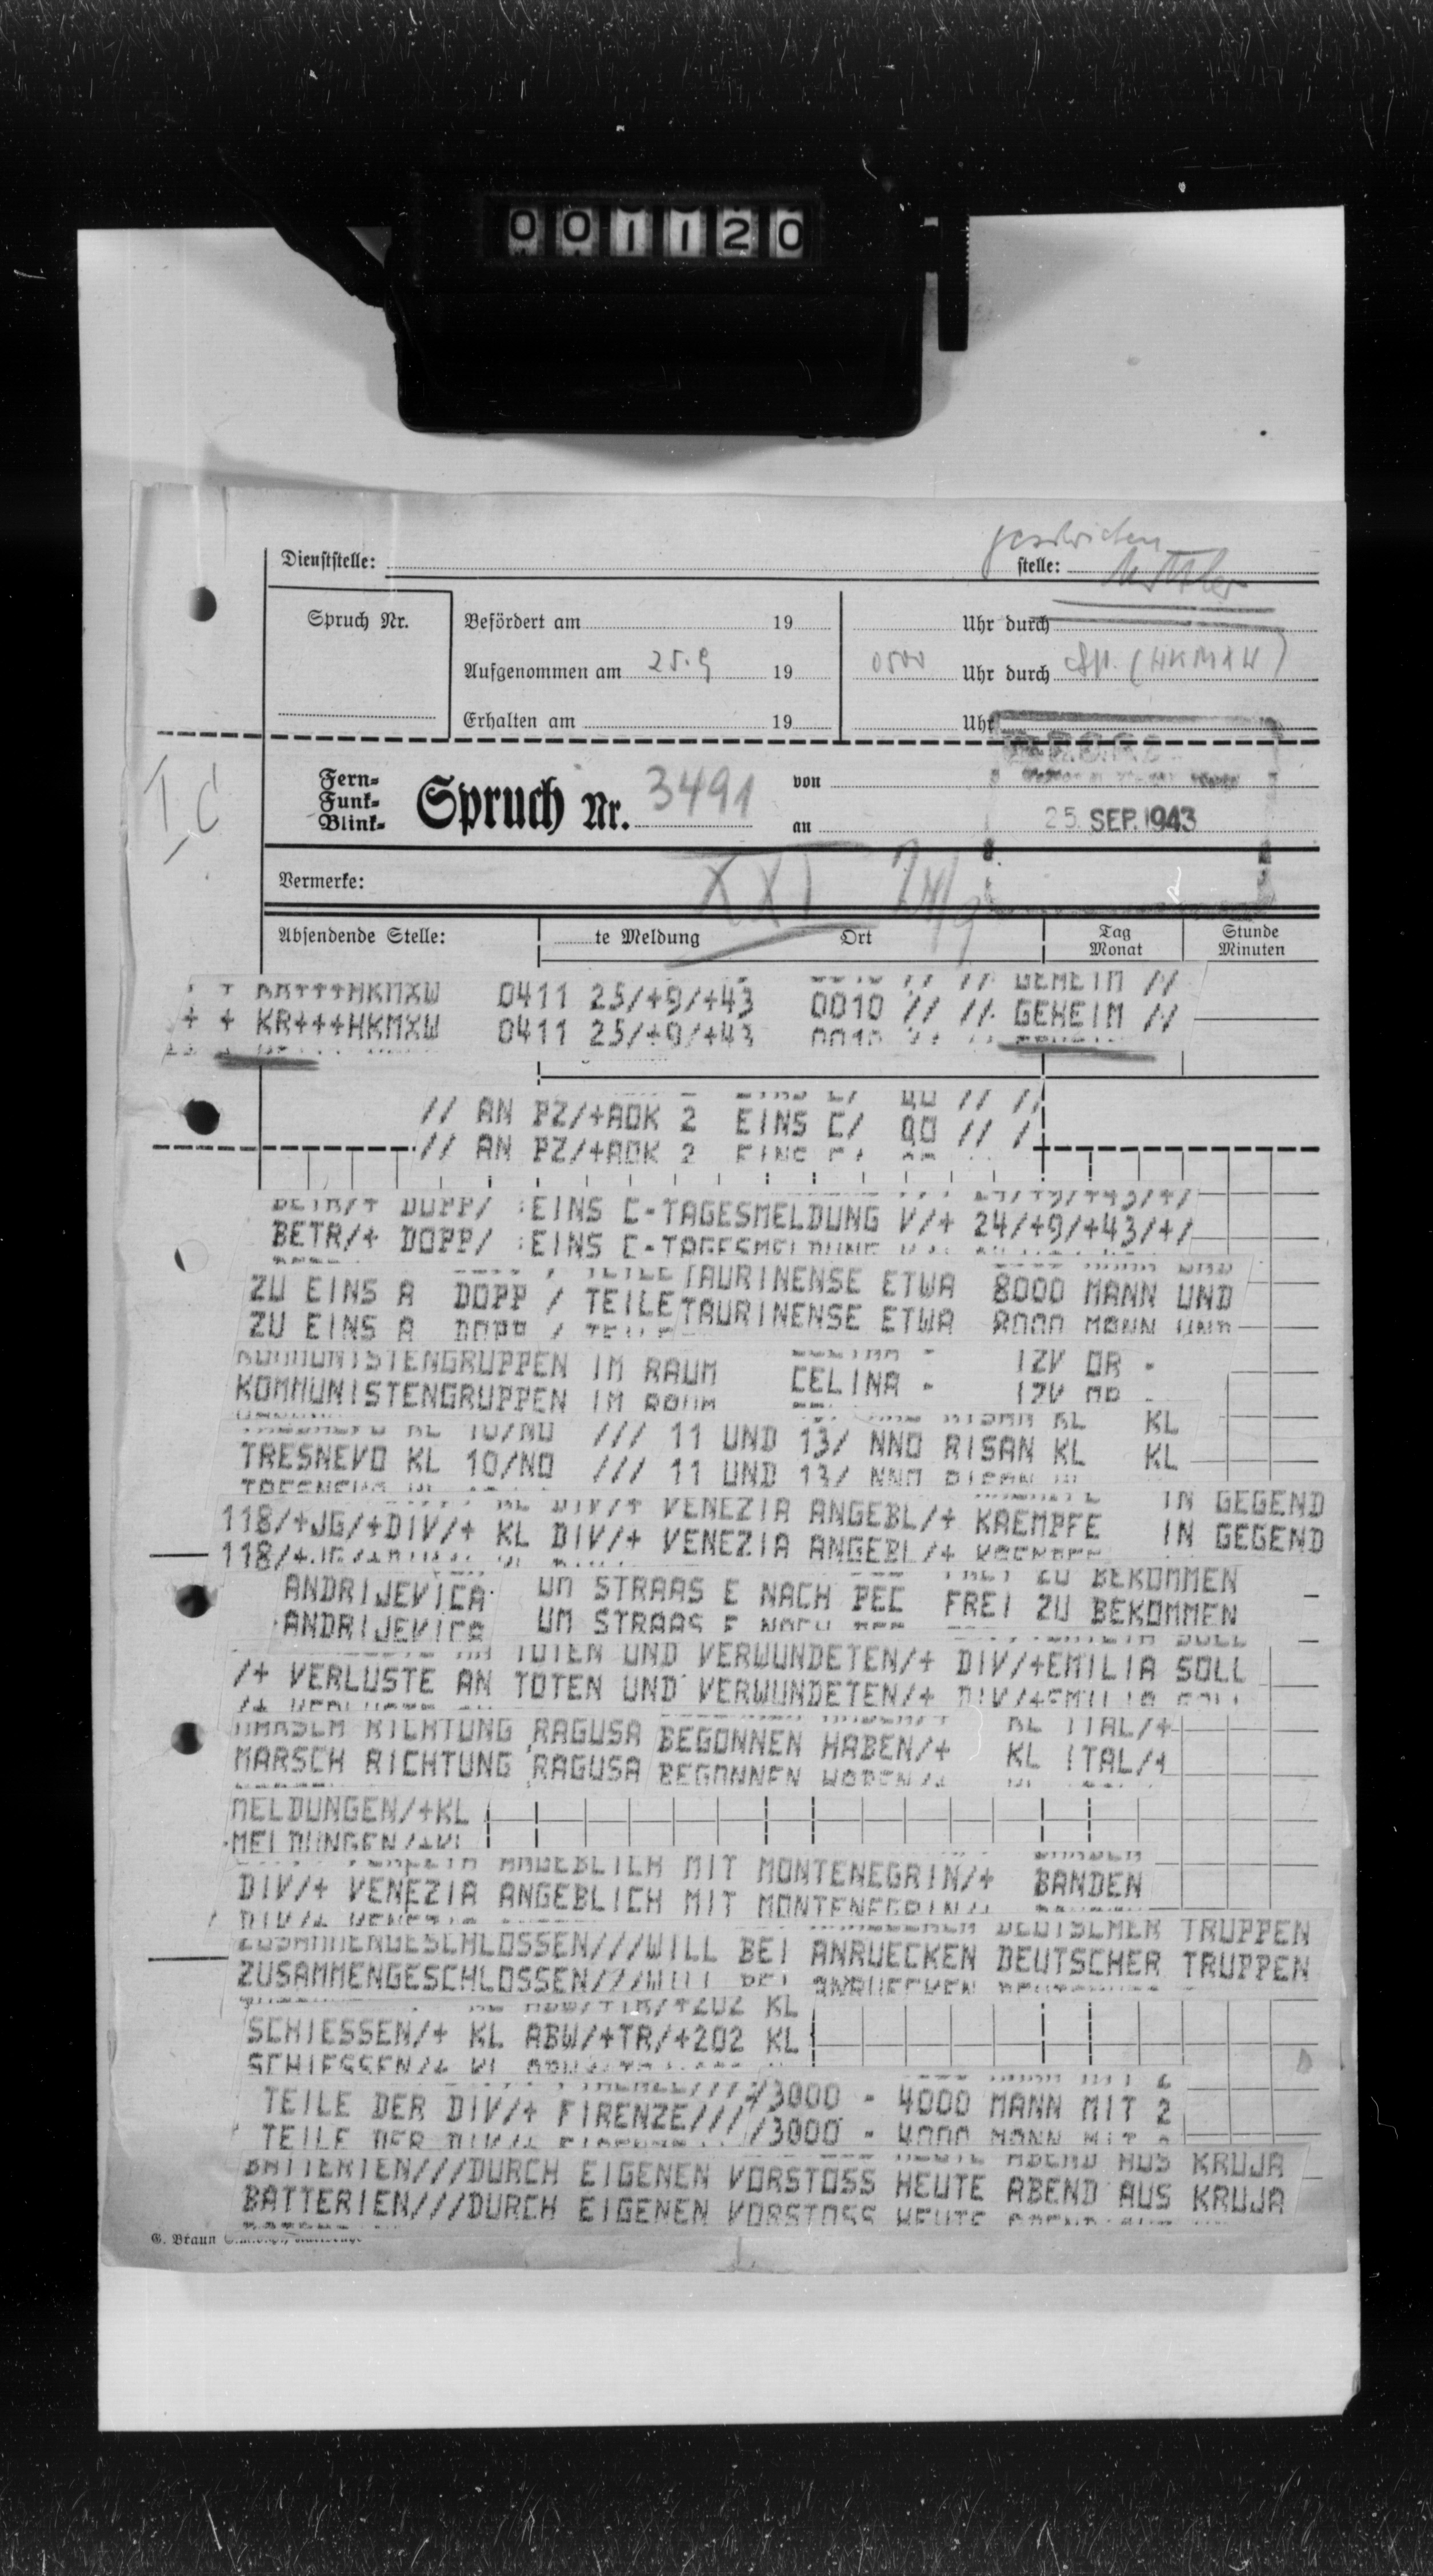 001120
geschrieben
Dienststelle: stelle:
Spruch Nr.
Befördert am 19 Uhr durch
Aufgenommen am 25.9 19 0500 Uhr durch (HKMXW)
Erhalten am 19 Uhr
I C
Fern-
Funk-
Blink-
Spruch Nr. 3491
von
an
25. SEP. 1943
Vermerke: XXI
Absendende Stelle: te Meldung Ort Tag Monat Stunde Minuten
+ + KR+++HKMXW 0411 25/+9/+43 0010 // // GEHEIM //
// AN PZ/+AOK 2 EINS C/ QO // /
BETR/+ DOPP/ EINS C-TAGESMELDUNG V/+ 24/+9/+43/+/
ZU EINS A DOPP / TEILE TAURINENSE ETWA 8000 MANN UND
KOMMUNISTENGRUPPEN IM RAUM CELINA - IZV OR -
TRESNEVO KL 10/NO /// 11 UND 13/ NNO RISAN KL KL
118/+JG/+DIV/+ KL DIV/+ VENEZIA ANGEBL/+ KAEMPFE IN GEGEND
ANDRIJEVICA UM STRAAS E NACH PEC FREI ZU BEKOMMEN
/+ VERLUSTE AN TOTEN UND VERWUNDETEN/+ DIV/+EMILIA SOLL
MARSCH RICHTUNG RAGUSA BEGONNEN HABEN/+ KL ITAL/+
MELDUNGEN/+KL
DIV/+ VENEZIA ANGEBLICH MIT MONTENEGRIN/+ BANDEN
ZUSAMMENGESCHLOSSEN///WILL BEI ANRUECKEN DEUTSCHER TRUPPEN
SCHIESSEN/+ KL ABW/+TR/+202 KL
TEILE DER DIV/+ FIRENZE/// /3000 - 4000 MANN MIT 2
BATTERIEN///DURCH EIGENEN VORSTOSS HEUTE ABEND AUS KRUJA
G. Braun